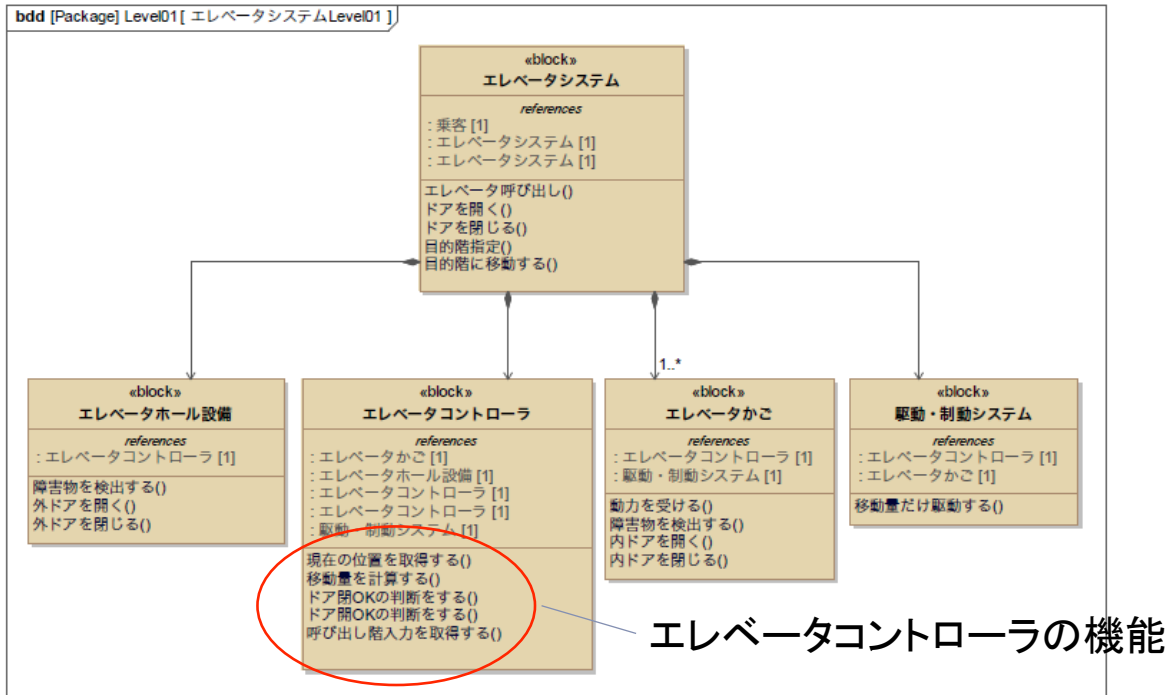 bdd [Package] Level01 [ エレベータシステムLevel01 ]
«block»
エレベータシステム
references
: 乗客 [1]
: エレベータシステム [1]
: エレベータシステム [1]
エレベータ呼び出し()
ドアを開く()
ドアを閉じる()
目的階指定()
目的階に移動する()
1..*
«block»
エレベータホール設備
references
: エレベータコントローラ [1]
障害物を検出する()
外ドアを開く()
外ドアを閉じる()
«block»
エレベータコントローラ
references
: エレベータかご [1]
: エレベータホール設備 [1]
: エレベータコントローラ [1]
: エレベータコントローラ [1]
: 駆動・制動システム [1]
現在の位置を取得する()
移動量を計算する()
ドア閉OKの判断をする()
ドア開OKの判断をする()
呼び出し階入力を取得する()
«block»
エレベータかご
references
: エレベータコントローラ [1]
: 駆動・制動システム [1]
動力を受ける()
障害物を検出する()
内ドアを開く()
内ドアを閉じる()
«block»
駆動・制動システム
references
: エレベータコントローラ [1]
: エレベータかご [1]
移動量だけ駆動する()
エレベータコントローラの機能